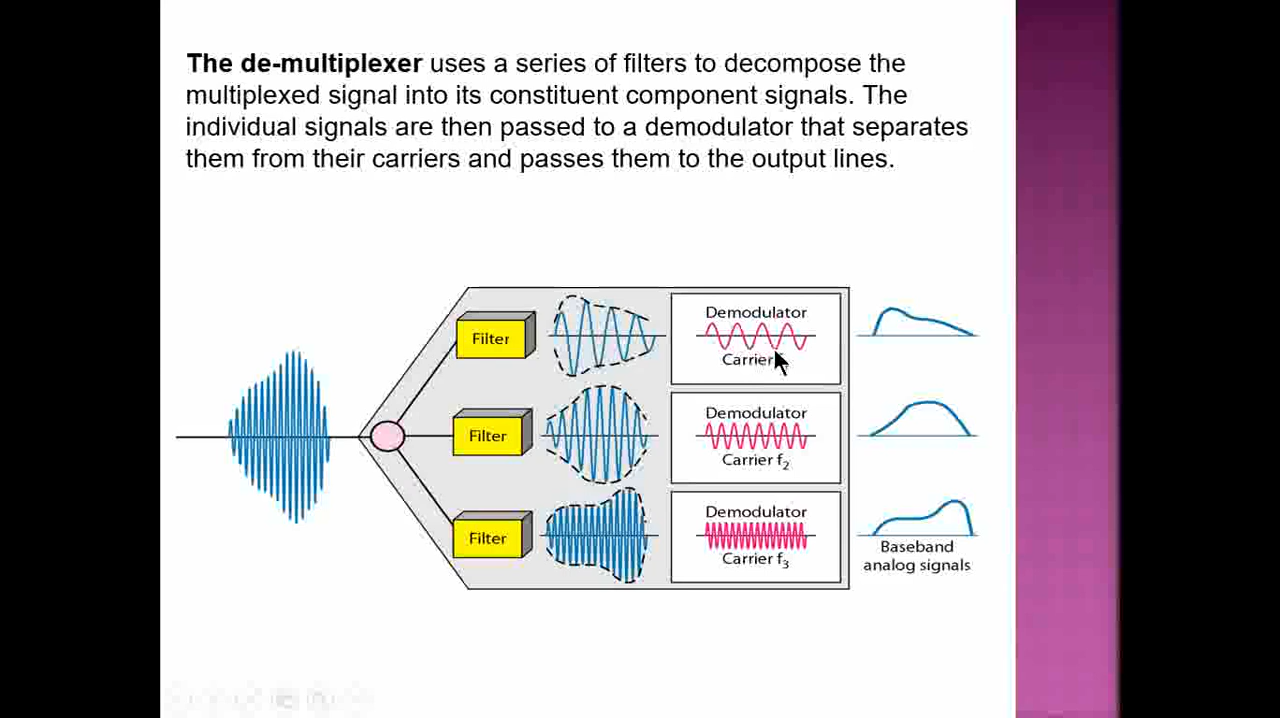 The de-multiplexer uses a series of filters to decompose the
multiplexed signal into its constituent component signals. The
individual signals are then passed to a demodulator that separates
them from their carriers and passes them to the output lines.
Demodulator
Filter
Carrier
Demodulator
Filter
Carrier f₂
Demodulator
Filter
Carrier f₃
Baseband
analog signals